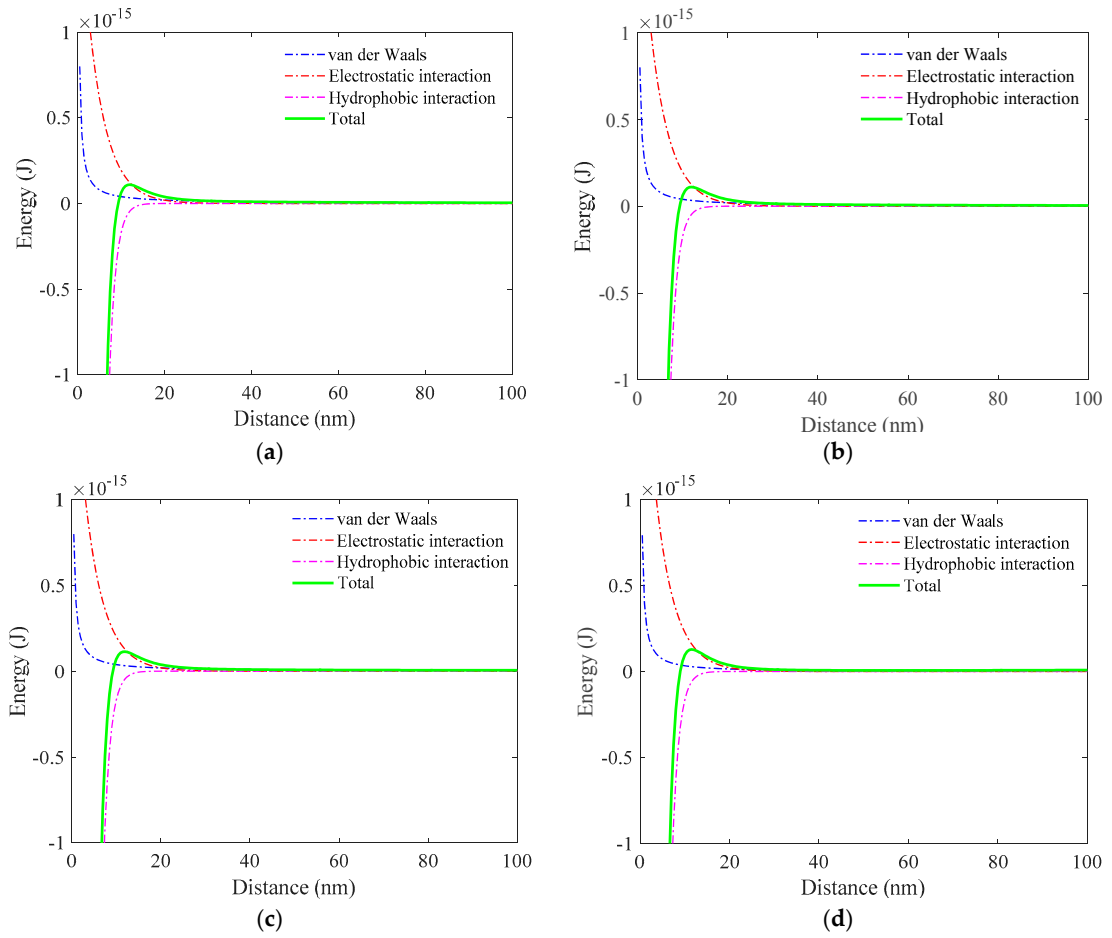 ×10-15
1
0.5
0
-0.5
-1
Energy (J)
van der Waals
Electrostatic interaction
Hydrophobic interaction
Total
0 20 40 60 80 100
Distance (nm)
(a)
×10-15
1
0.5
0
-0.5
-1
Energy (J)
van der Waals
Electrostatic interaction
Hydrophobic interaction
Total
0 20 40 60 80 100
Distance (nm)
(b)
×10-15
1
0.5
0
-0.5
-1
Energy (J)
van der Waals
Electrostatic interaction
Hydrophobic interaction
Total
0 20 40 60 80 100
Distance (nm)
(c)
×10-15
1
0.5
0
-0.5
-1
Energy (J)
van der Waals
Electrostatic interaction
Hydrophobic interaction
Total
0 20 40 60 80 100
Distance (nm)
(d)